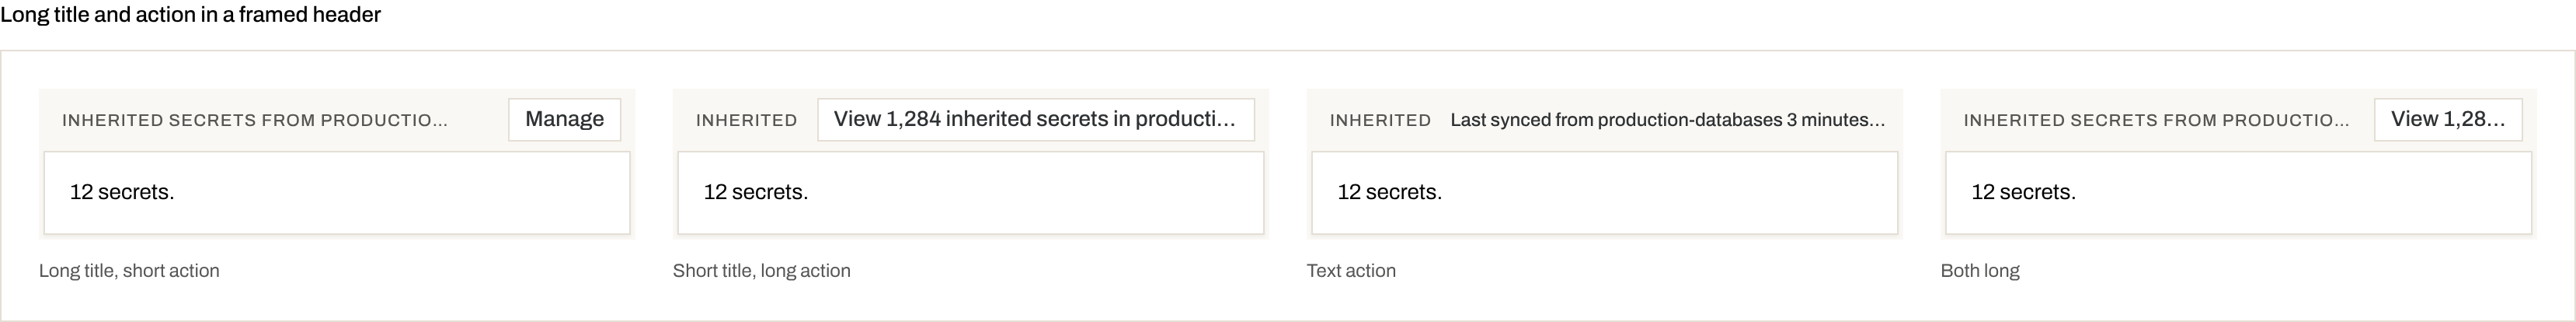 Long title and action in a framed header
INHERITED SECRETS FROM PRODUCTIO...
Manage
12 secrets.
Long title, short action
INHERITED
View 1,284 inherited secrets in producti...
12 secrets.
Short title, long action
INHERITED
Last synced from production-databases 3 minutes...
12 secrets.
Text action
INHERITED SECRETS FROM PRODUCTIO...
View 1,28...
12 secrets.
Both long